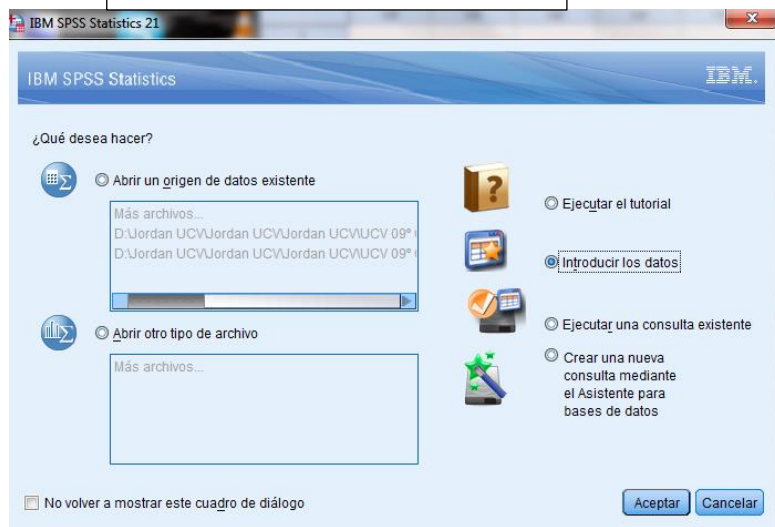 IBM SPSS Statistics 21
IBM SPSS Statistics
IBM.
¿Qué desea hacer?
Abrir un origen de datos existente
Más archivos...
D:\Jordan UCV\Jordan UCV\Jordan UCV\UCV 09º
D:\Jordan UCV\Jordan UCV\Jordan UCV\UCV 09º
Abrir otro tipo de archivo
Más archivos...
Ejecutar el tutorial
Introducir los datos
Ejecutar una consulta existente
Crear una nueva
consulta mediante
el Asistente para
bases de datos
No volver a mostrar este cuadro de diálogo
Aceptar
Cancelar